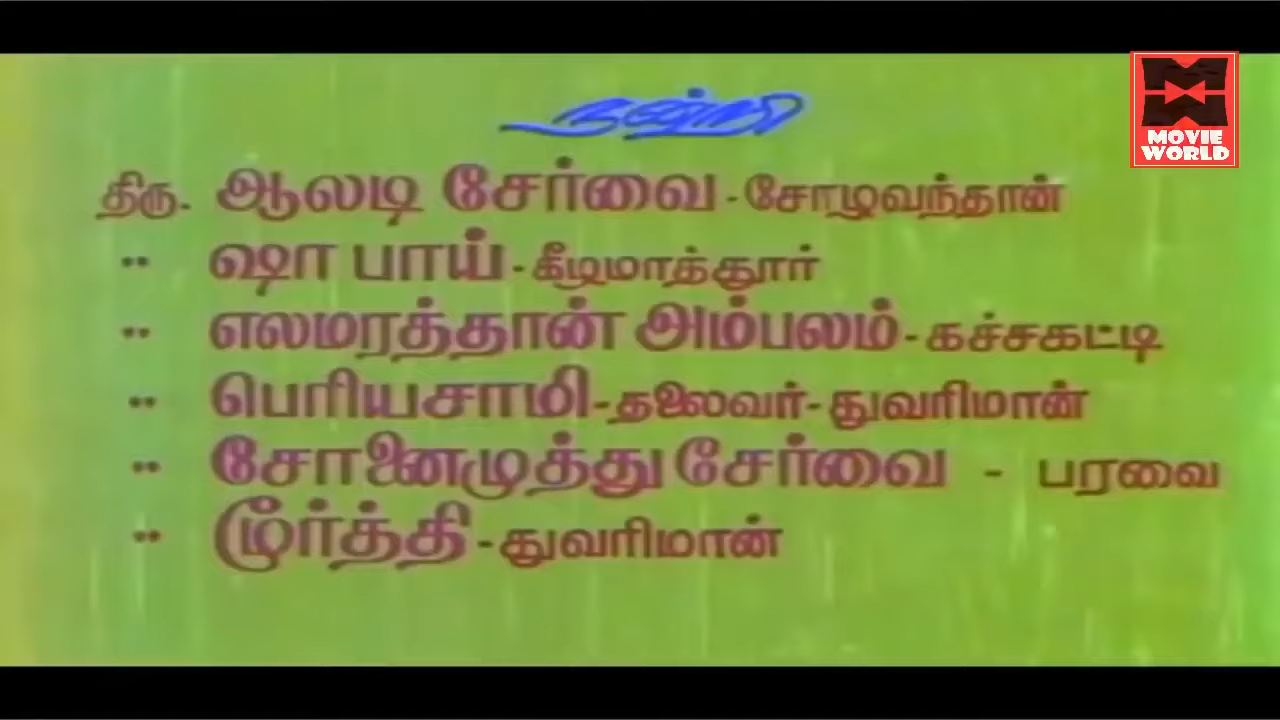 நன்றி
MOVIE
WORLD
திரு. ஆலடி சேர்வை - சோழவந்தான்
" ஷா பாய் - கீழமாத்தூர்
" எலமரத்தான் அம்பலம் - கச்சகட்டி
" பெரியசாமி - தலைவர் - துவரிமான்
" சோனைமுத்து சேர்வை - பரவை
" மூர்த்தி - துவரிமான்